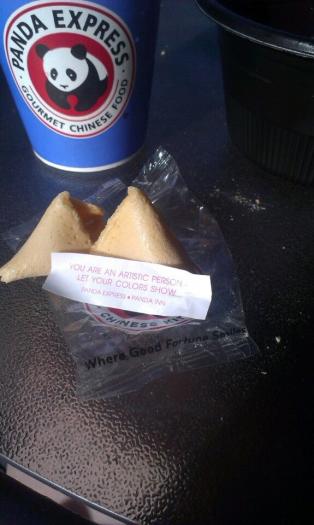 PANDA EXPRESS
GOURMET CHINESE FOOD
YOU ARE AN ARTISTIC PERSON -
LET YOUR COLORS SHOW.
PANDA EXPRESS • PANDA INN
CHINESE
Where Good Fortune Smiles